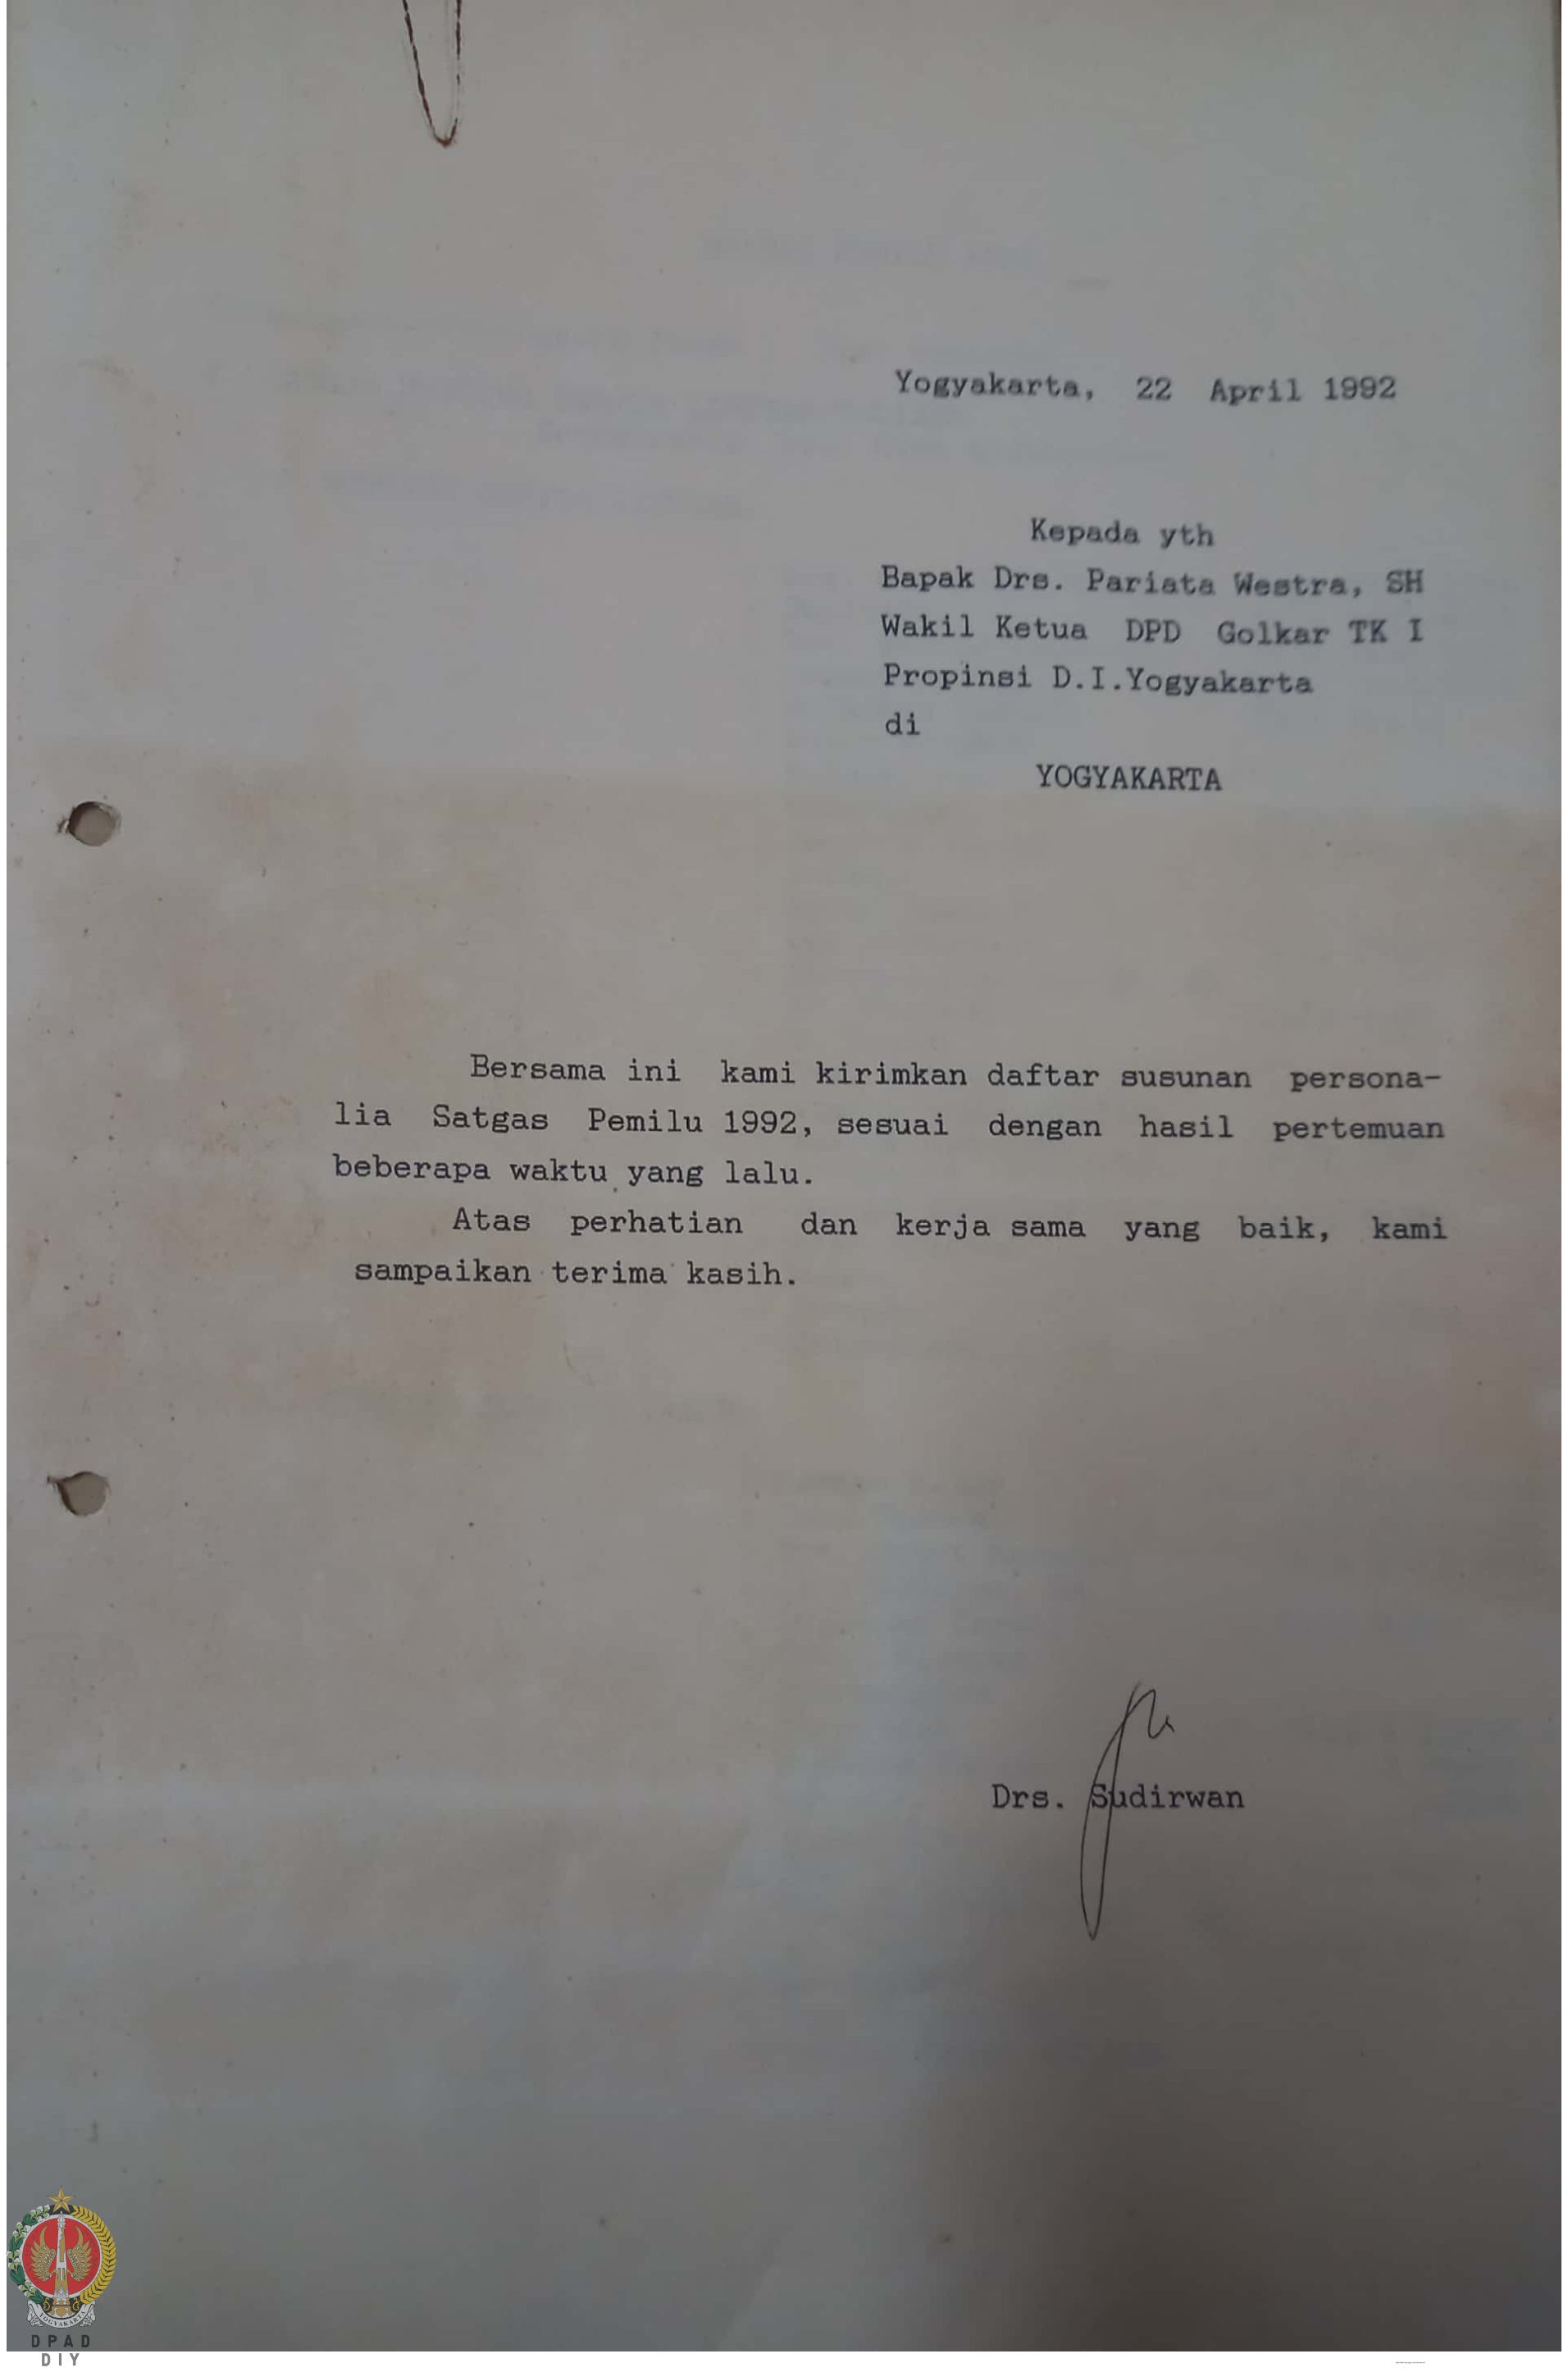 Yogyakarta, 22 April 1992
Kepada yth
Bapak Drs. Pariata Westra, SH
Wakil Ketua DPD Golkar TK I
Propinsi D.I.Yogyakarta
di
YOGYAKARTA
Bersama ini kami kirimkan daftar susunan persona-
lia Satgas Pemilu 1992, sesuai dengan hasil pertemuan
beberapa waktu yang lalu.
Atas perhatian dan kerja sama yang baik, kami
sampaikan terima kasih.
Drs. Sudirwan
YOGYAKARTA
DPAD
DIY